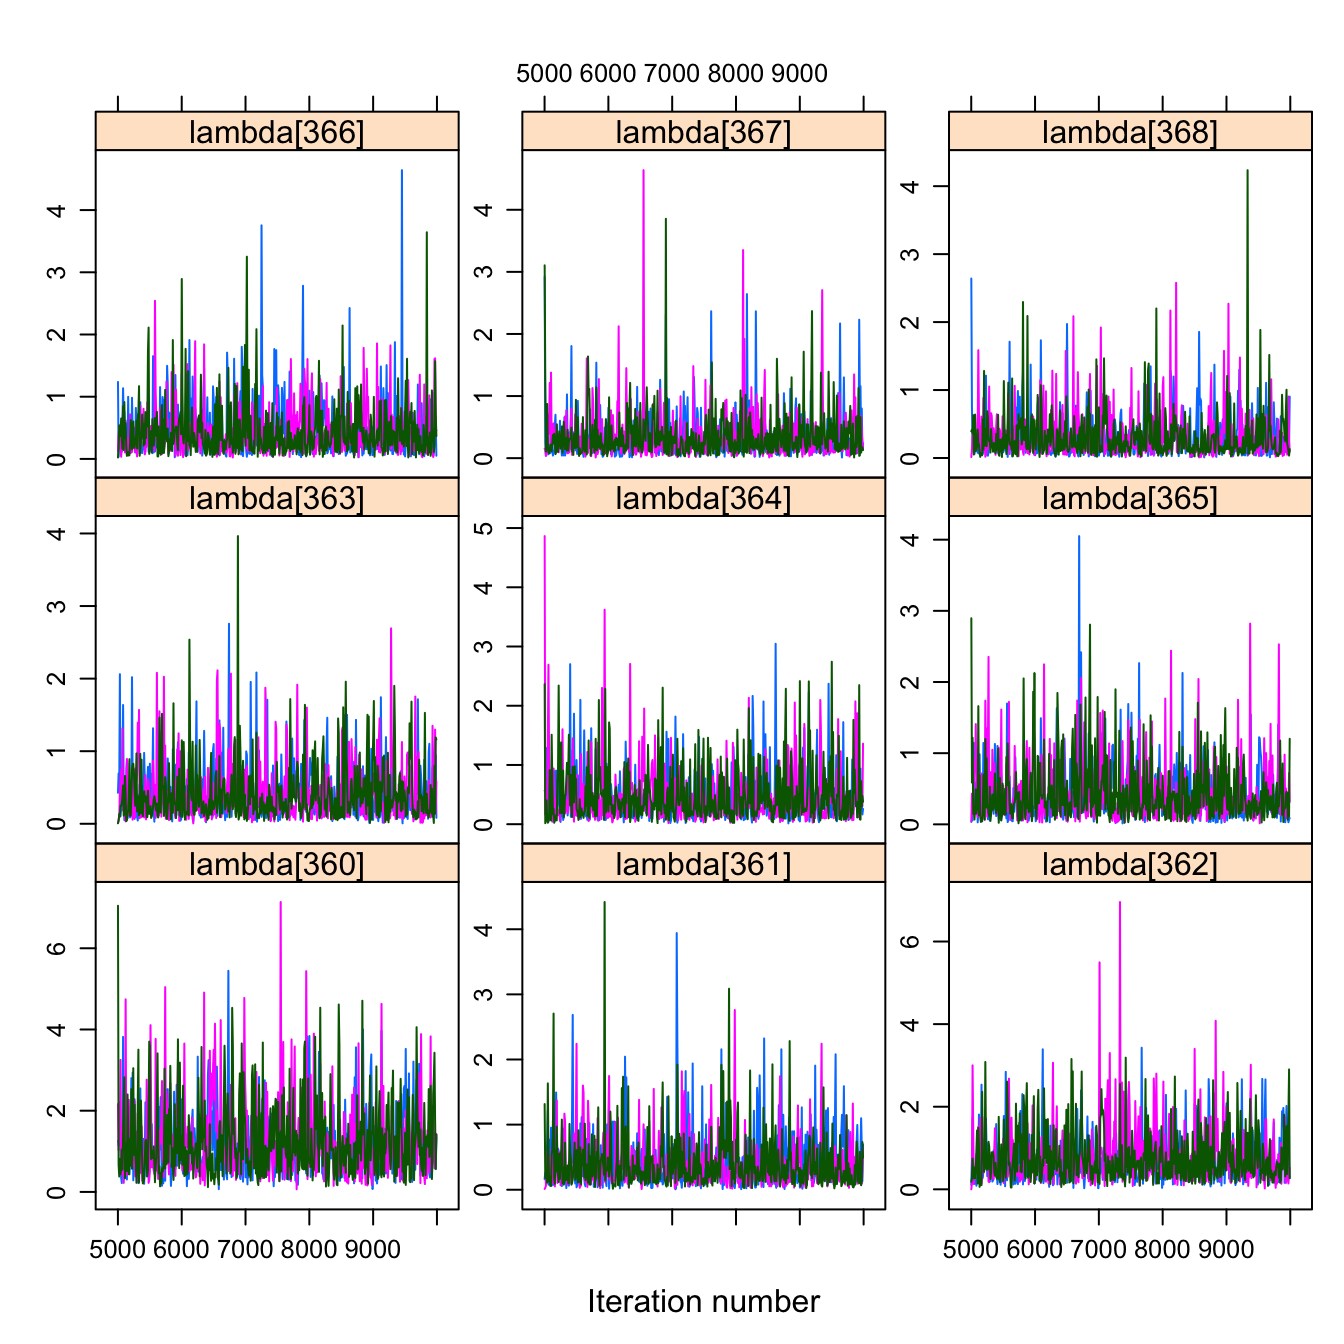 5000 6000 7000 8000 9000
lambda[366] lambda[367] lambda[368]
0 1 2 3 4
0 1 2 3 4
0 1 2 3 4
lambda[363] lambda[364] lambda[365]
0 1 2 3 4
0 1 2 3 4 5
0 1 2 3 4
lambda[360] lambda[361] lambda[362]
0 2 4 6
0 1 2 3 4
0 2 4 6
5000 6000 7000 8000 9000
5000 6000 7000 8000 9000
Iteration number